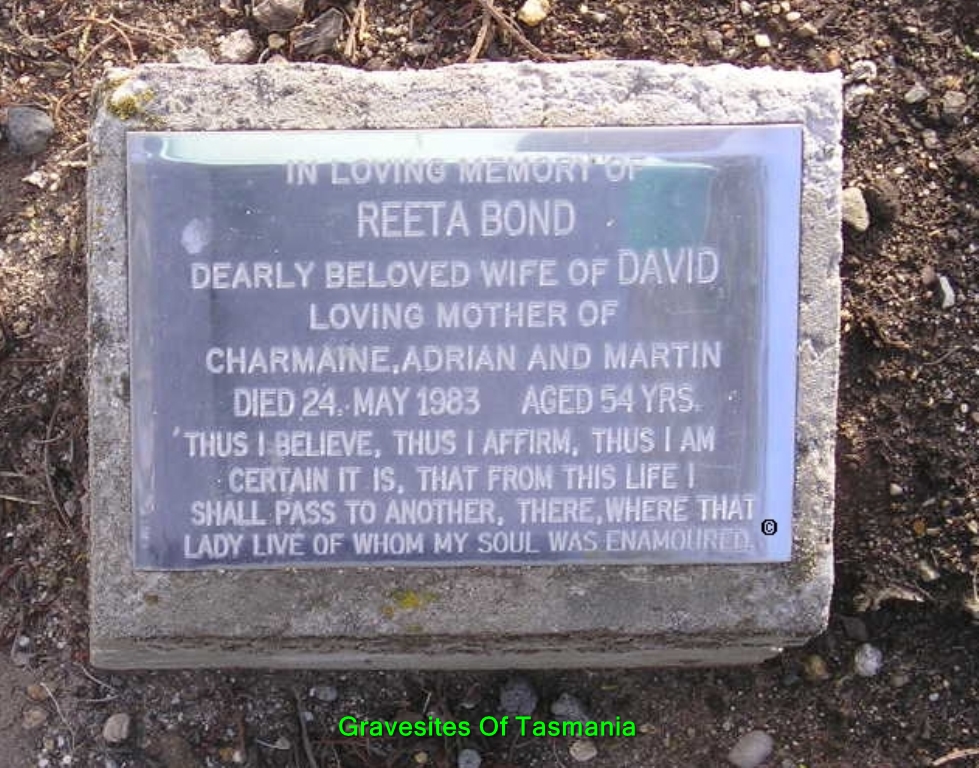 IN LOVING MEMORY OF
REETA BOND
DEARLY BELOVED WIFE OF DAVID
LOVING MOTHER OF
CHARMAINE, ADRIAN AND MARTIN
DIED 24. MAY 1983 AGED 54 YRS.
'THUS I BELIEVE, THUS I AFFIRM, THUS I AM
CERTAIN IT IS, THAT FROM THIS LIFE I
SHALL PASS TO ANOTHER, THERE, WHERE THAT
LADY LIVE OF WHOM MY SOUL WAS ENAMOURED.
©
Gravesites Of Tasmania